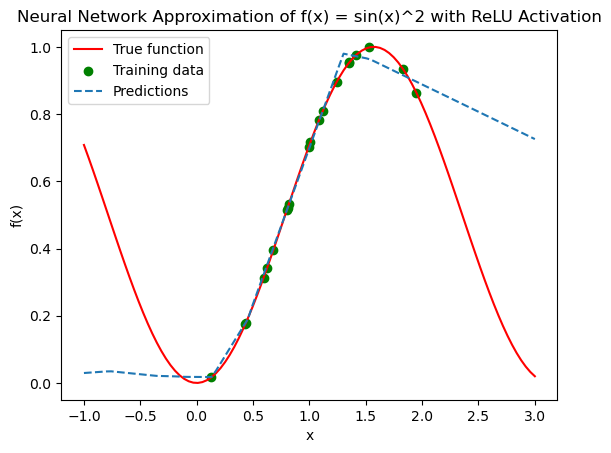 Neural Network Approximation of f(x) = sin(x)^2 with ReLU Activation
True function
Training data
Predictions
f(x)
1.0
0.8
0.6
0.4
0.2
0.0
−1.0 −0.5 0.0 0.5 1.0 1.5 2.0 2.5 3.0
x